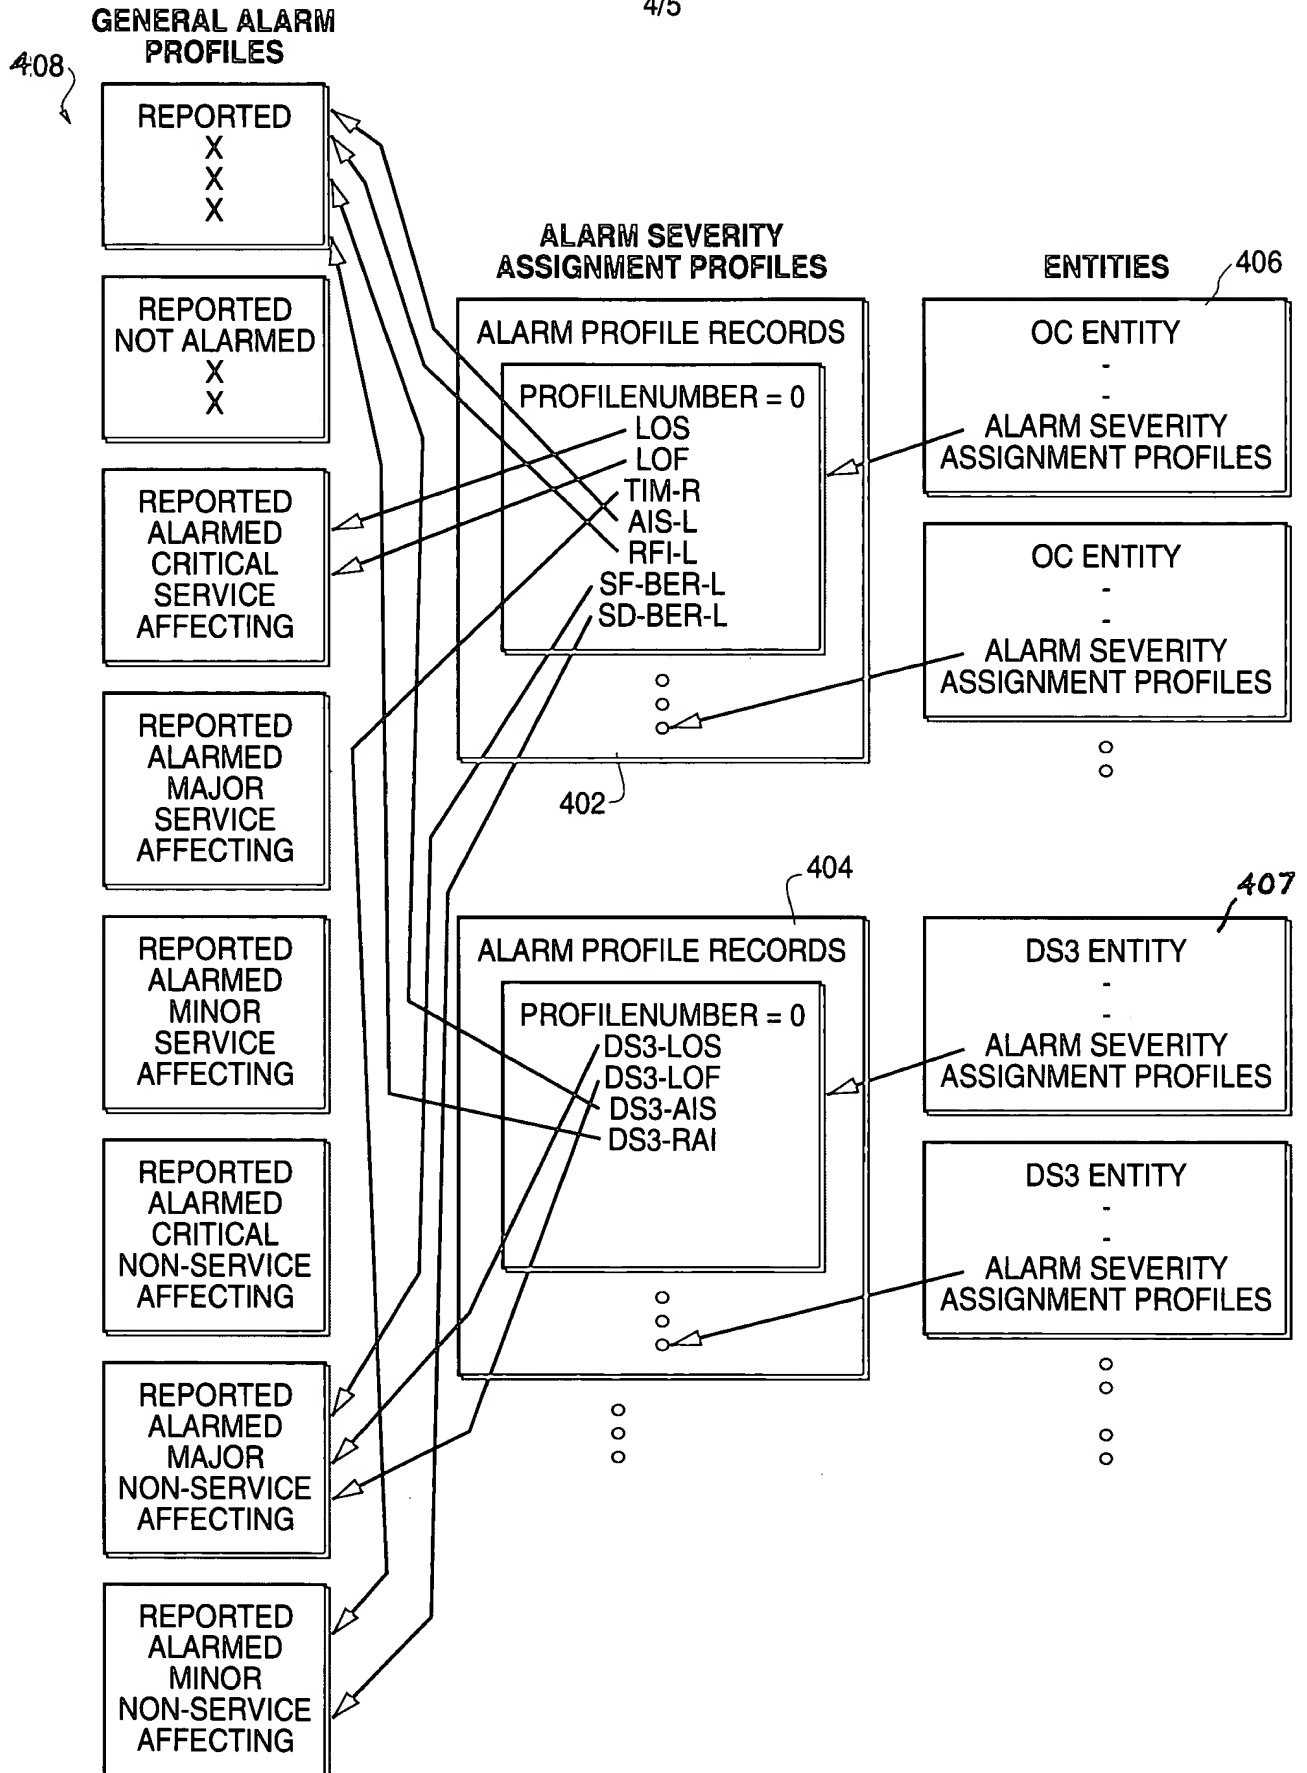 4/5
GENERAL ALARM
PROFILES
408
REPORTED
X
X
X
REPORTED
NOT ALARMED
X
X
REPORTED
ALARMED
CRITICAL
SERVICE
AFFECTING
REPORTED
ALARMED
MAJOR
SERVICE
AFFECTING
REPORTED
ALARMED
MINOR
SERVICE
AFFECTING
REPORTED
ALARMED
CRITICAL
NON-SERVICE
AFFECTING
REPORTED
ALARMED
MAJOR
NON-SERVICE
AFFECTING
REPORTED
ALARMED
MINOR
NON-SERVICE
AFFECTING
ALARM SEVERITY
ASSIGNMENT PROFILES
ALARM PROFILE RECORDS
PROFILENUMBER = 0
LOS
LOF
TIM-R
AIS-L
RFI-L
SF-BER-L
SD-BER-L
402
404
ALARM PROFILE RECORDS
PROFILENUMBER = 0
DS3-LOS
DS3-LOF
DS3-AIS
DS3-RAI
ENTITIES
406
OC ENTITY
-
-
ALARM SEVERITY
ASSIGNMENT PROFILES
OC ENTITY
-
-
ALARM SEVERITY
ASSIGNMENT PROFILES
407
DS3 ENTITY
-
-
ALARM SEVERITY
ASSIGNMENT PROFILES
DS3 ENTITY
-
-
ALARM SEVERITY
ASSIGNMENT PROFILES